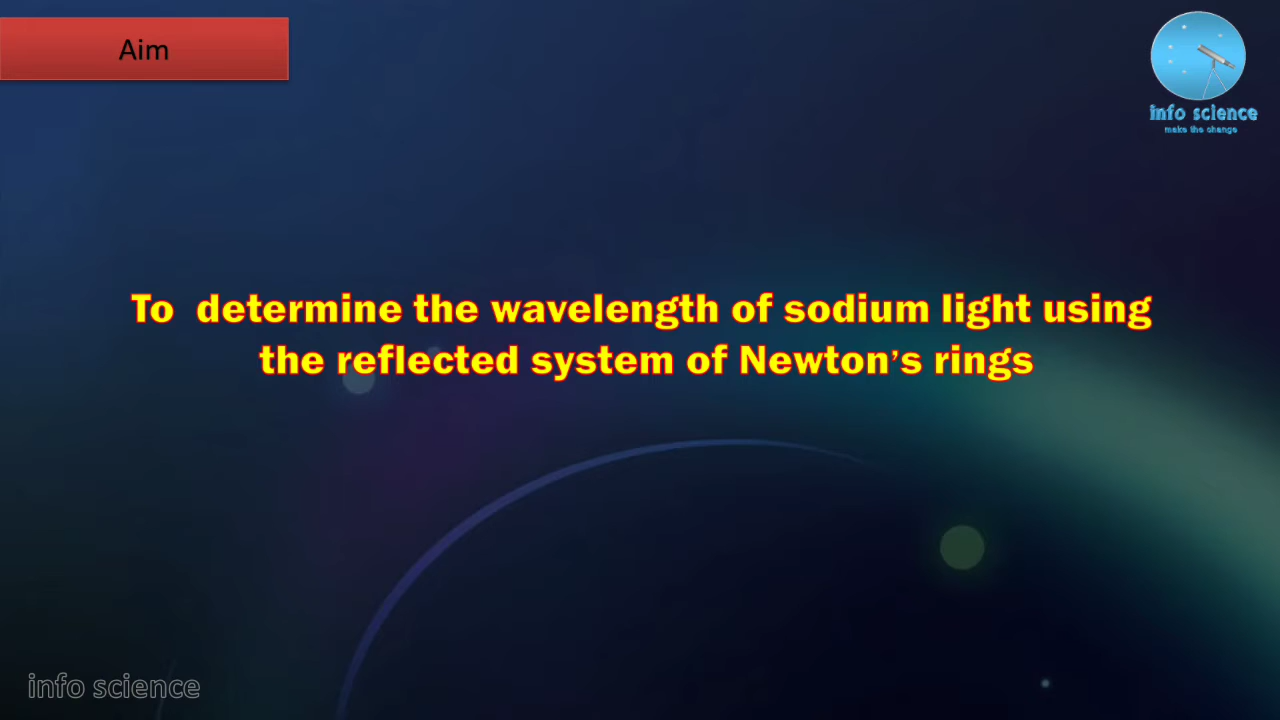 Aim
info science
make the change
To determine the wavelength of sodium light using
the reflected system of Newton's rings
info science